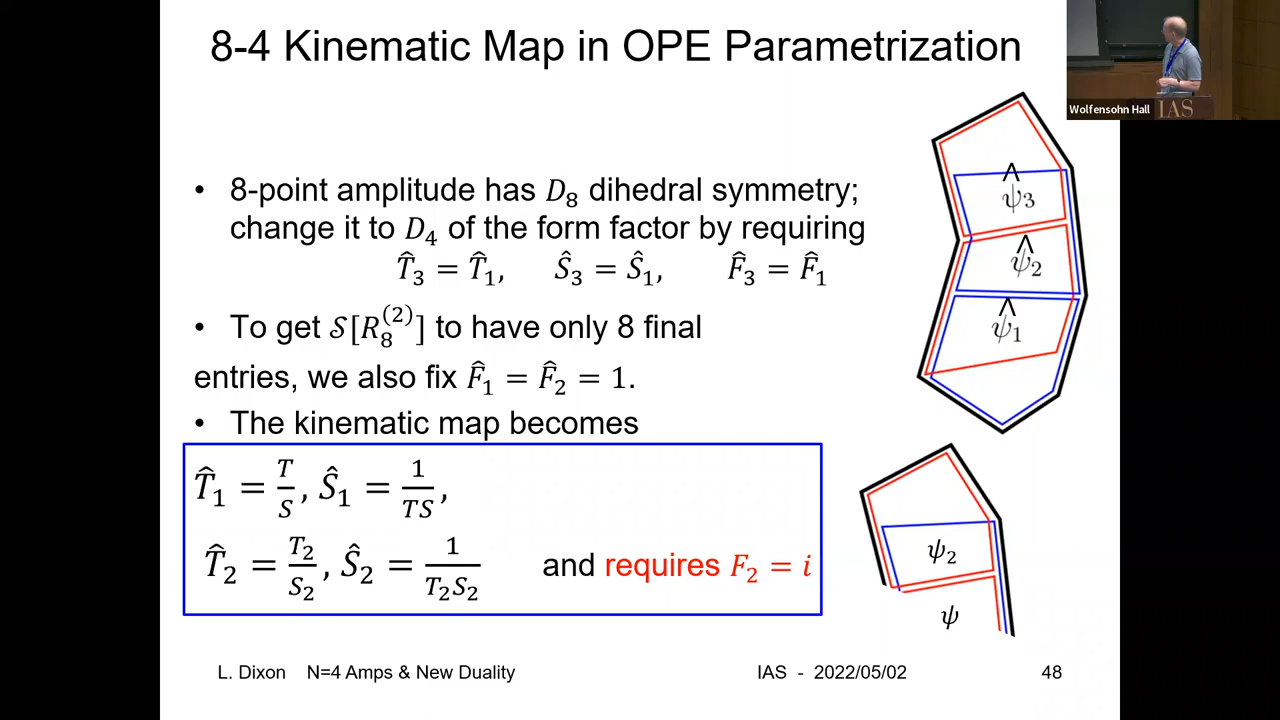 8-4 Kinematic Map in OPE Parametrization
Wolfensohn Hall
IAS
• 8-point amplitude has D₈ dihedral symmetry;
change it to D₄ of the form factor by requiring
T̂₃ = T̂₁, Ŝ₃ = Ŝ₁, F̂₃ = F̂₁
• To get 𝒮[R₈⁽²⁾] to have only 8 final
entries, we also fix F̂₁ = F̂₂ = 1.
• The kinematic map becomes
T̂₁ = T/S, Ŝ₁ = 1/TS,
T̂₂ = T₂/S₂, Ŝ₂ = 1/T₂S₂ and requires F₂ = i
ψ̂₃
ψ̂₂
ψ̂₁
ψ₂
ψ
L. Dixon N=4 Amps & New Duality
IAS - 2022/05/02
48